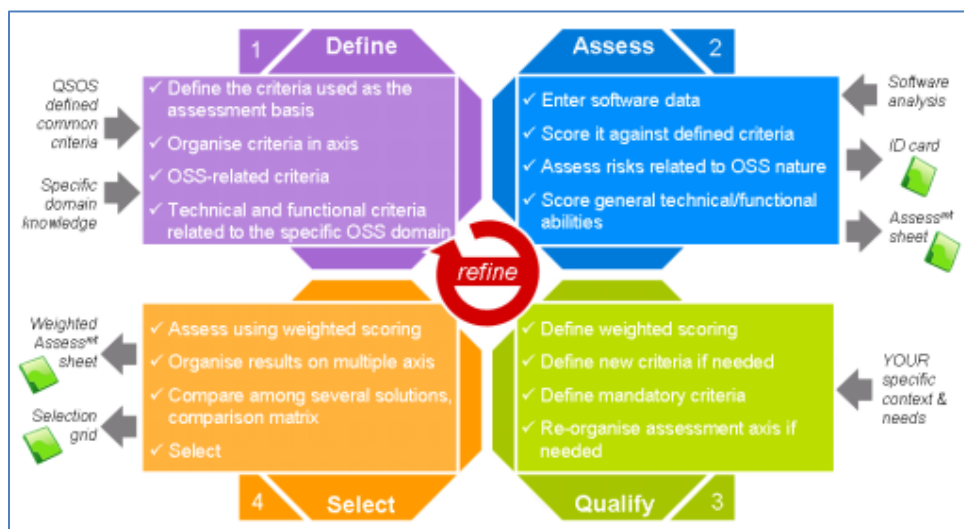 1 Define
QSOS
defined
common
criteria
Specific
domain
knowledge
✓ Define the criteria used as the
assessment basis
✓ Organise criteria in axis
✓ OSS-related criteria
✓ Technical and functional criteria
related to the specific OSS domain
Assess 2
✓ Enter software data
✓ Score it against defined criteria
✓ Assess risks related to OSS nature
✓ Score general technical/functional
abilities
Software
analysis
ID card
Assessᵐᵗ
sheet
refine
Weighted
Assessᵐᵗ
sheet
Selection
grid
✓ Assess using weighted scoring
✓ Organise results on multiple axis
✓ Compare among several solutions,
comparison matrix
✓ Select
4 Select
✓ Define weighted scoring
✓ Define new criteria if needed
✓ Define mandatory criteria
✓ Re-organise assessment axis if
needed
YOUR
specific
context &
needs
Qualify 3